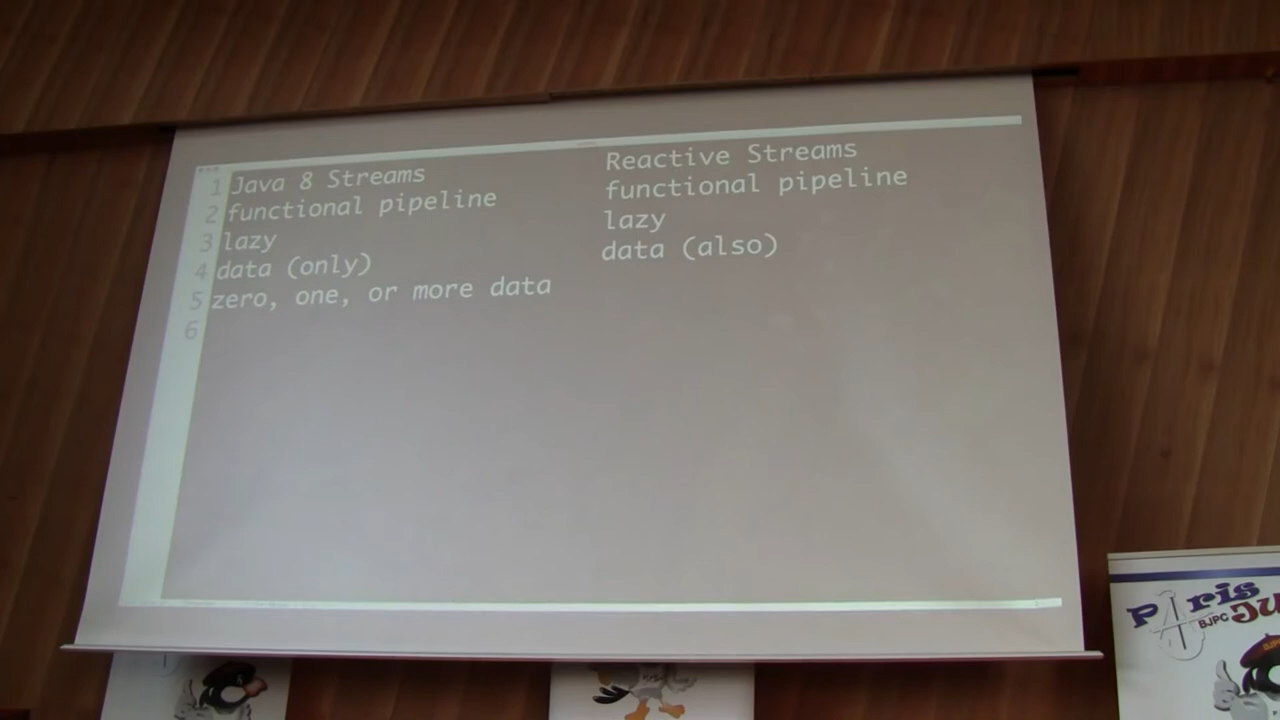 1 Java 8 Streams Reactive Streams
2 functional pipeline functional pipeline
3 lazy lazy
4 data (only) data (also)
5 zero, one, or more data
6
Paris
BJPC